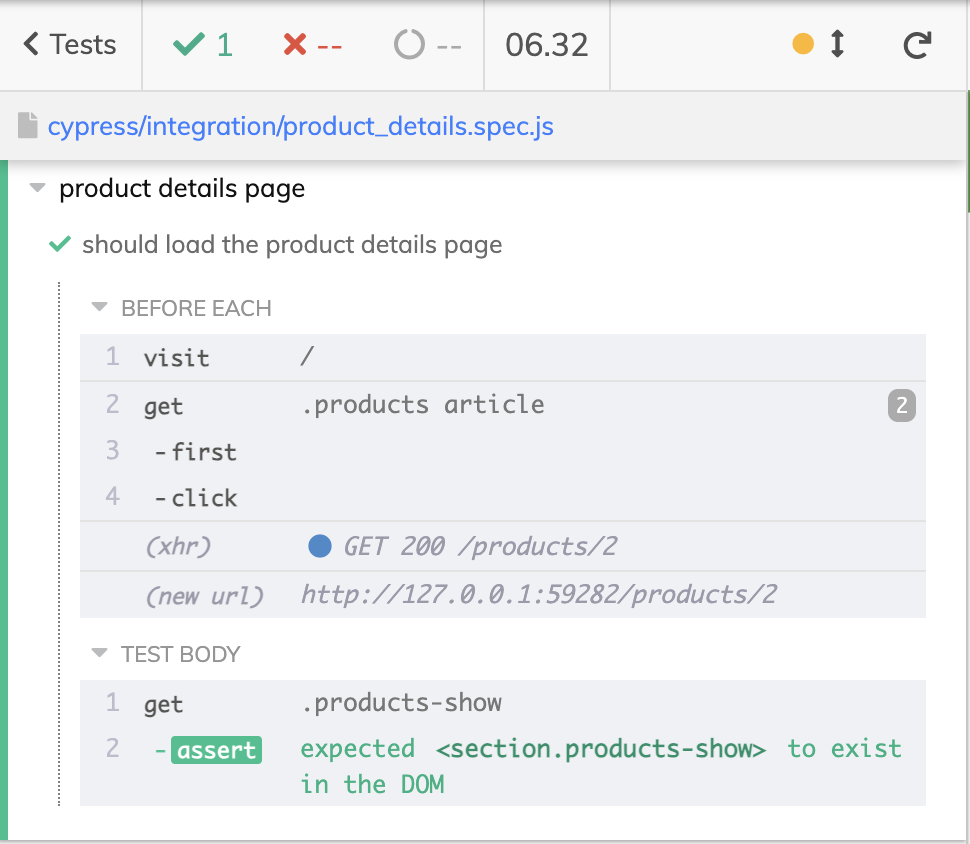 Tests 1 -- -- 06.32
cypress/integration/product_details.spec.js
product details page
should load the product details page
BEFORE EACH
1 visit /
2 get .products article 2
3 -first
4 -click
(xhr) GET 200 /products/2
(new url) http://127.0.0.1:59282/products/2
TEST BODY
1 get .products-show
2 -assert expected <section.products-show> to exist
in the DOM